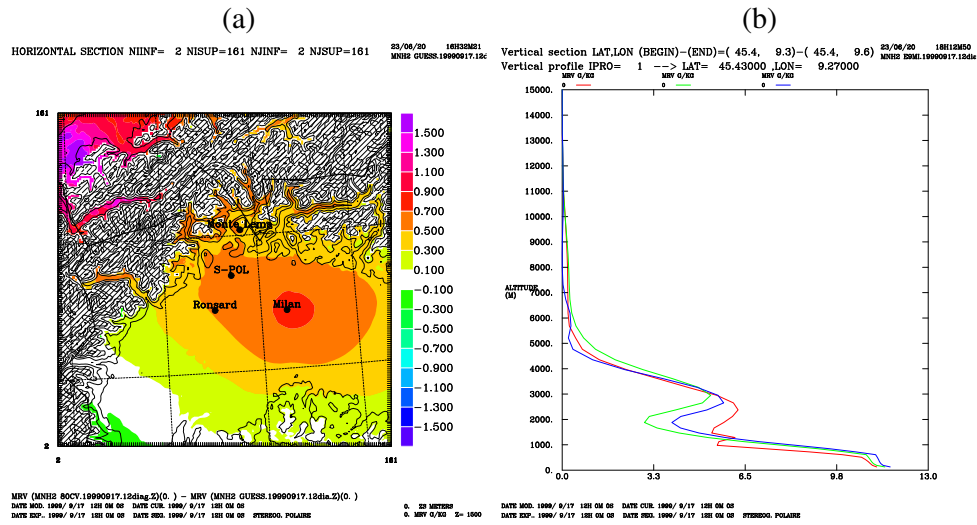 (a)
(b)
HORIZONTAL SECTION NIINF= 2 NISUP=161 NJINF= 2 NJSUP=161
23/06/20 16H32M21
MNH2 GUESS.19990917.12d
Vertical section LAT,LON (BEGIN)-(END)=( 45.4, 9.3)-( 45.4, 9.6)
23/06/20 18H12M50
MNH2 E9MI.19990917.12dia
Vertical profile IPRO= 1 --> LAT= 45.43000 ,LON= 9.27000
MRV G/KG MRV G/KG MRV G/KG
0 0 0
161
Monte Lema
S-POL
Ronsard
Milan
2
2 161
1.500
1.300
1.100
0.900
0.700
0.500
0.300
0.100
-0.100
-0.300
-0.500
-0.700
-0.900
-1.100
-1.300
-1.500
15000.
14000.
13000.
12000.
11000.
10000.
9000.
8000.
ALTITUDE
(M)
7000.
6000.
5000.
4000.
3000.
2000.
1000.
0.
0.0 3.3 6.5 9.8 13.0
MRV (MNH2 80CV.19990917.12diag.Z)(0. ) - MRV (MNH2 GUESS.19990917.12dia.Z)(0. )
DATE MOD. 1999/ 9/17 12H 0M 0S DATE CUR. 1999/ 9/17 12H 0M 0S
DATE EXP.. 1999/ 9/17 12H 0M 0S DATE SEG. 1999/ 9/17 12H 0M 0S STEREOG. POLAIRE
0. ZS METERS
0. MRV G/KG Z= 1500
DATE MOD. 1999/ 9/17 12H 0M 0S DATE CUR. 1999/ 9/17 12H 0M 0S
DATE EXP.. 1999/ 9/17 12H 0M 0S DATE SEG. 1999/ 9/17 12H 0M 0S STEREOG. POLAIRE